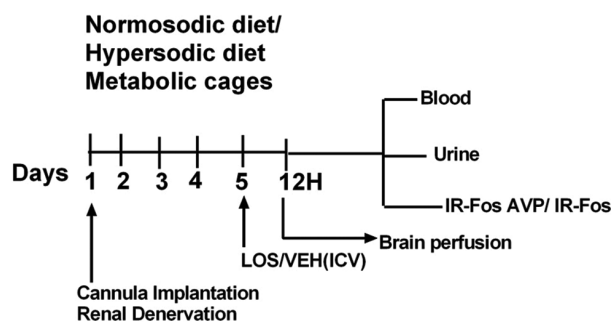 Normosodic diet/
Hypersodic diet
Metabolic cages
Blood
Urine
IR-Fos AVP/ IR-Fos
Days 1 2 3 4 5 12H
Brain perfusion
LOS/VEH(ICV)
Cannula Implantation
Renal Denervation